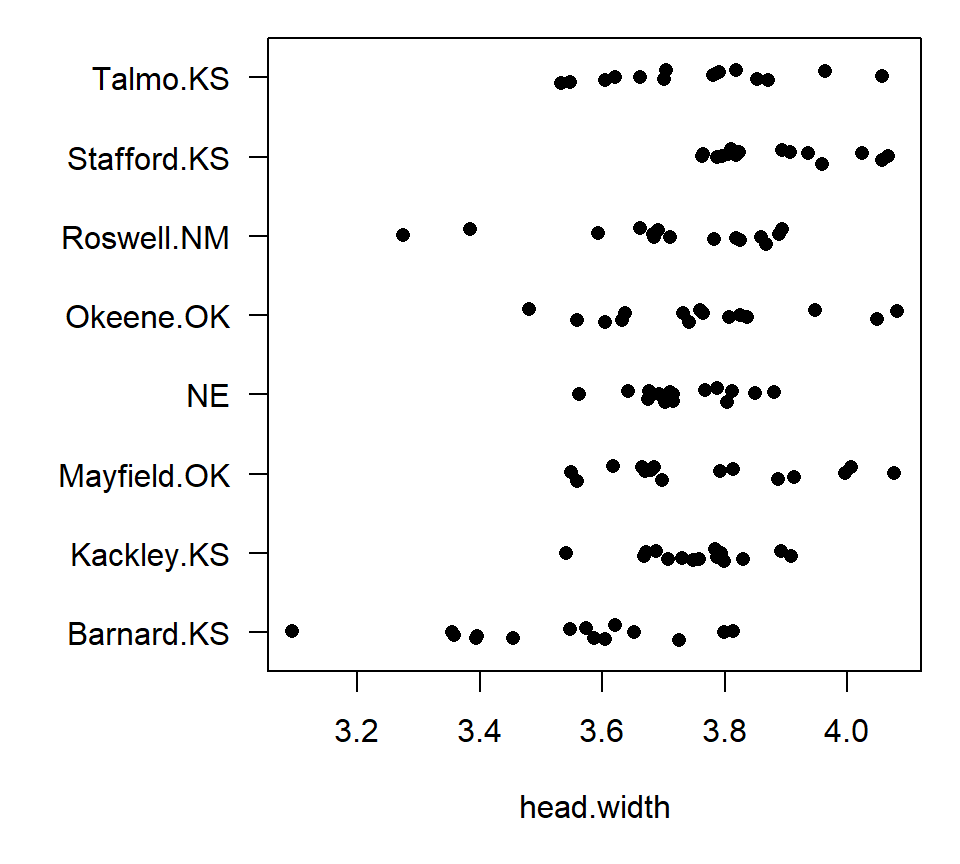 Talmo.KS
Stafford.KS
Roswell.NM
Okeene.OK
NE
Mayfield.OK
Kackley.KS
Barnard.KS
3.2 3.4 3.6 3.8 4.0
head.width